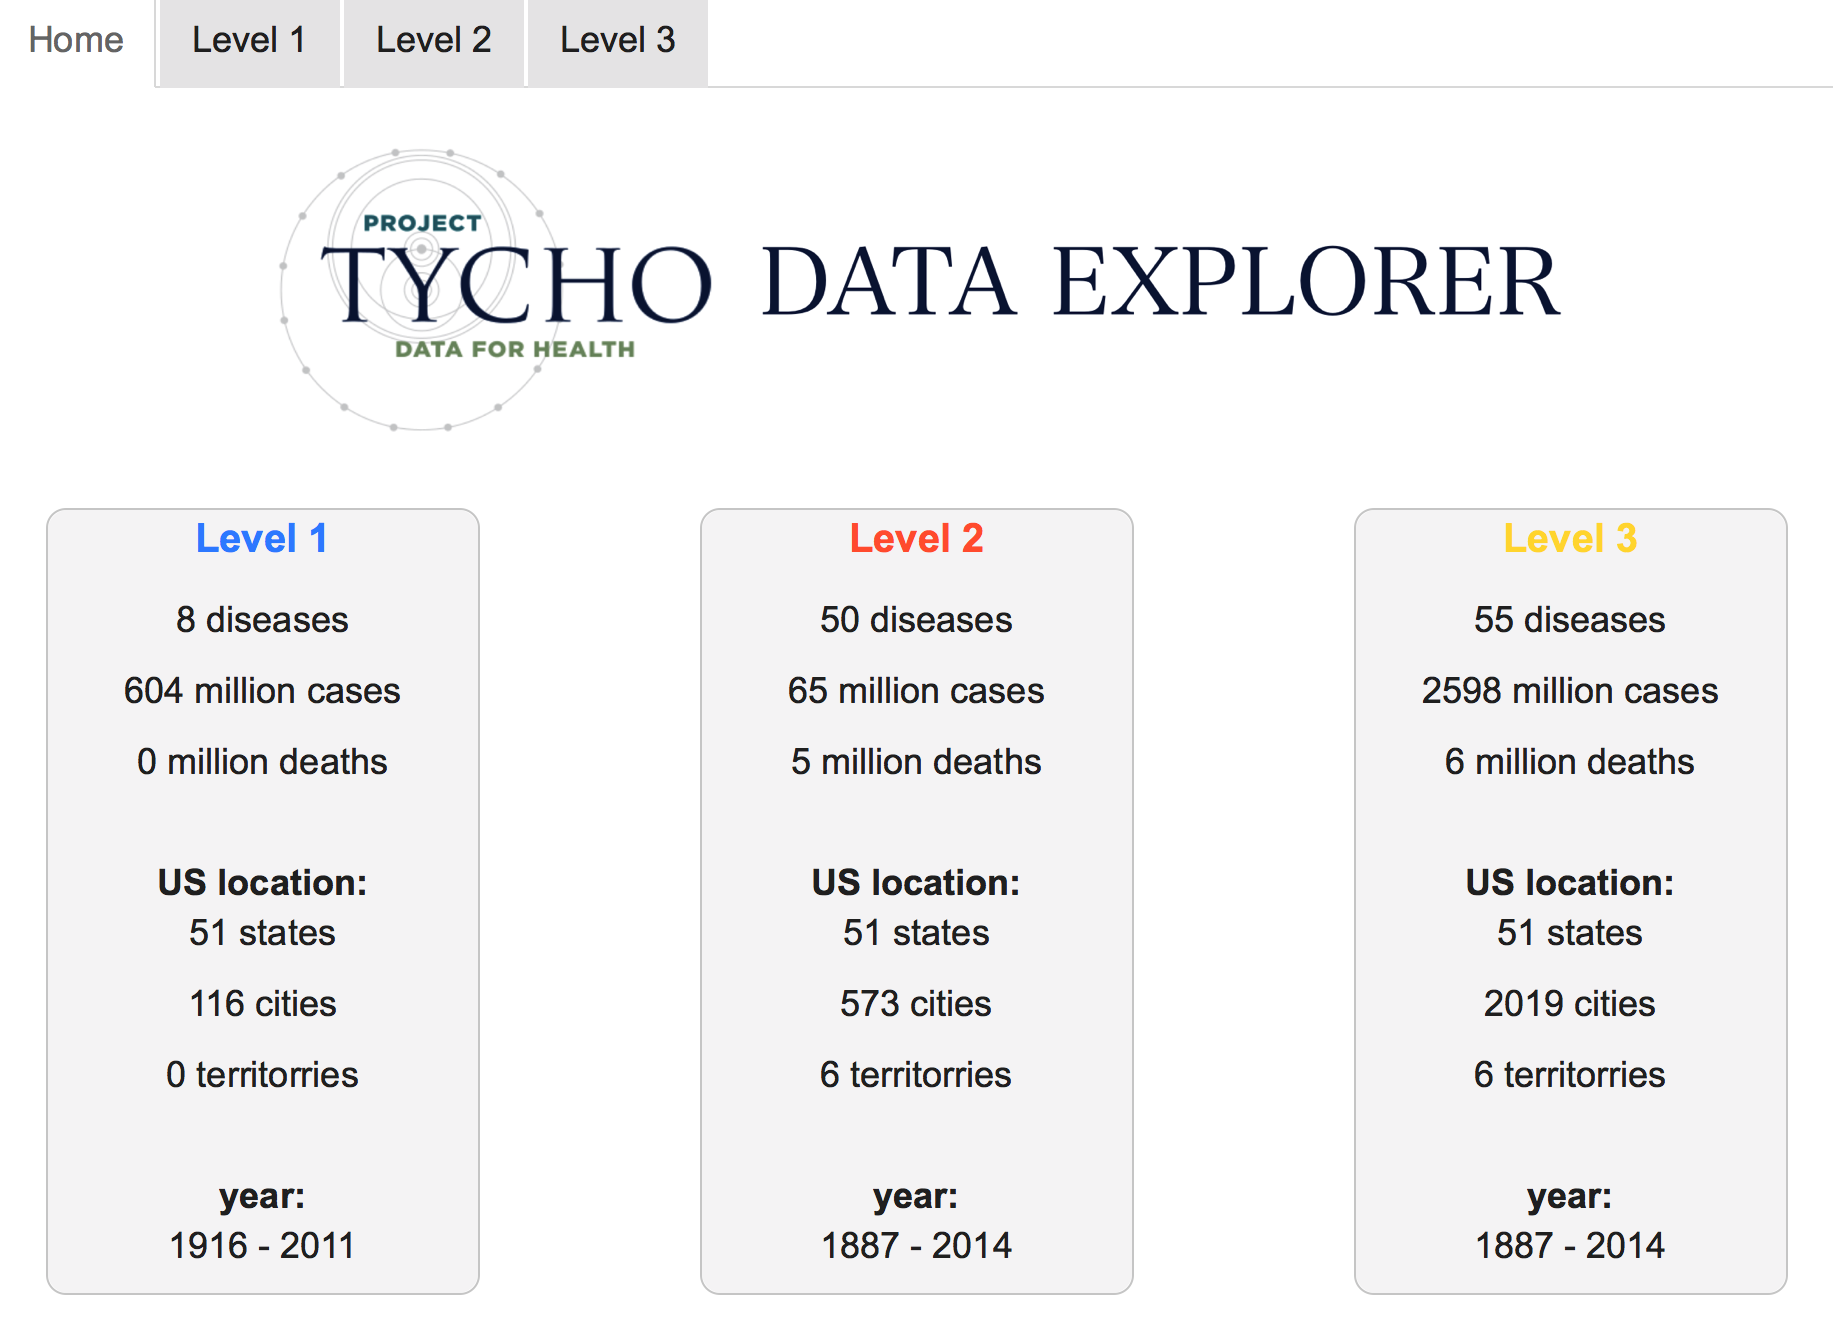 Home
Level 1
Level 2
Level 3
PROJECT
TYCHO DATA EXPLORER
DATA FOR HEALTH
Level 1
8 diseases
604 million cases
0 million deaths
US location:
51 states
116 cities
0 territorries
year:
1916 - 2011
Level 2
50 diseases
65 million cases
5 million deaths
US location:
51 states
573 cities
6 territorries
year:
1887 - 2014
Level 3
55 diseases
2598 million cases
6 million deaths
US location:
51 states
2019 cities
6 territorries
year:
1887 - 2014